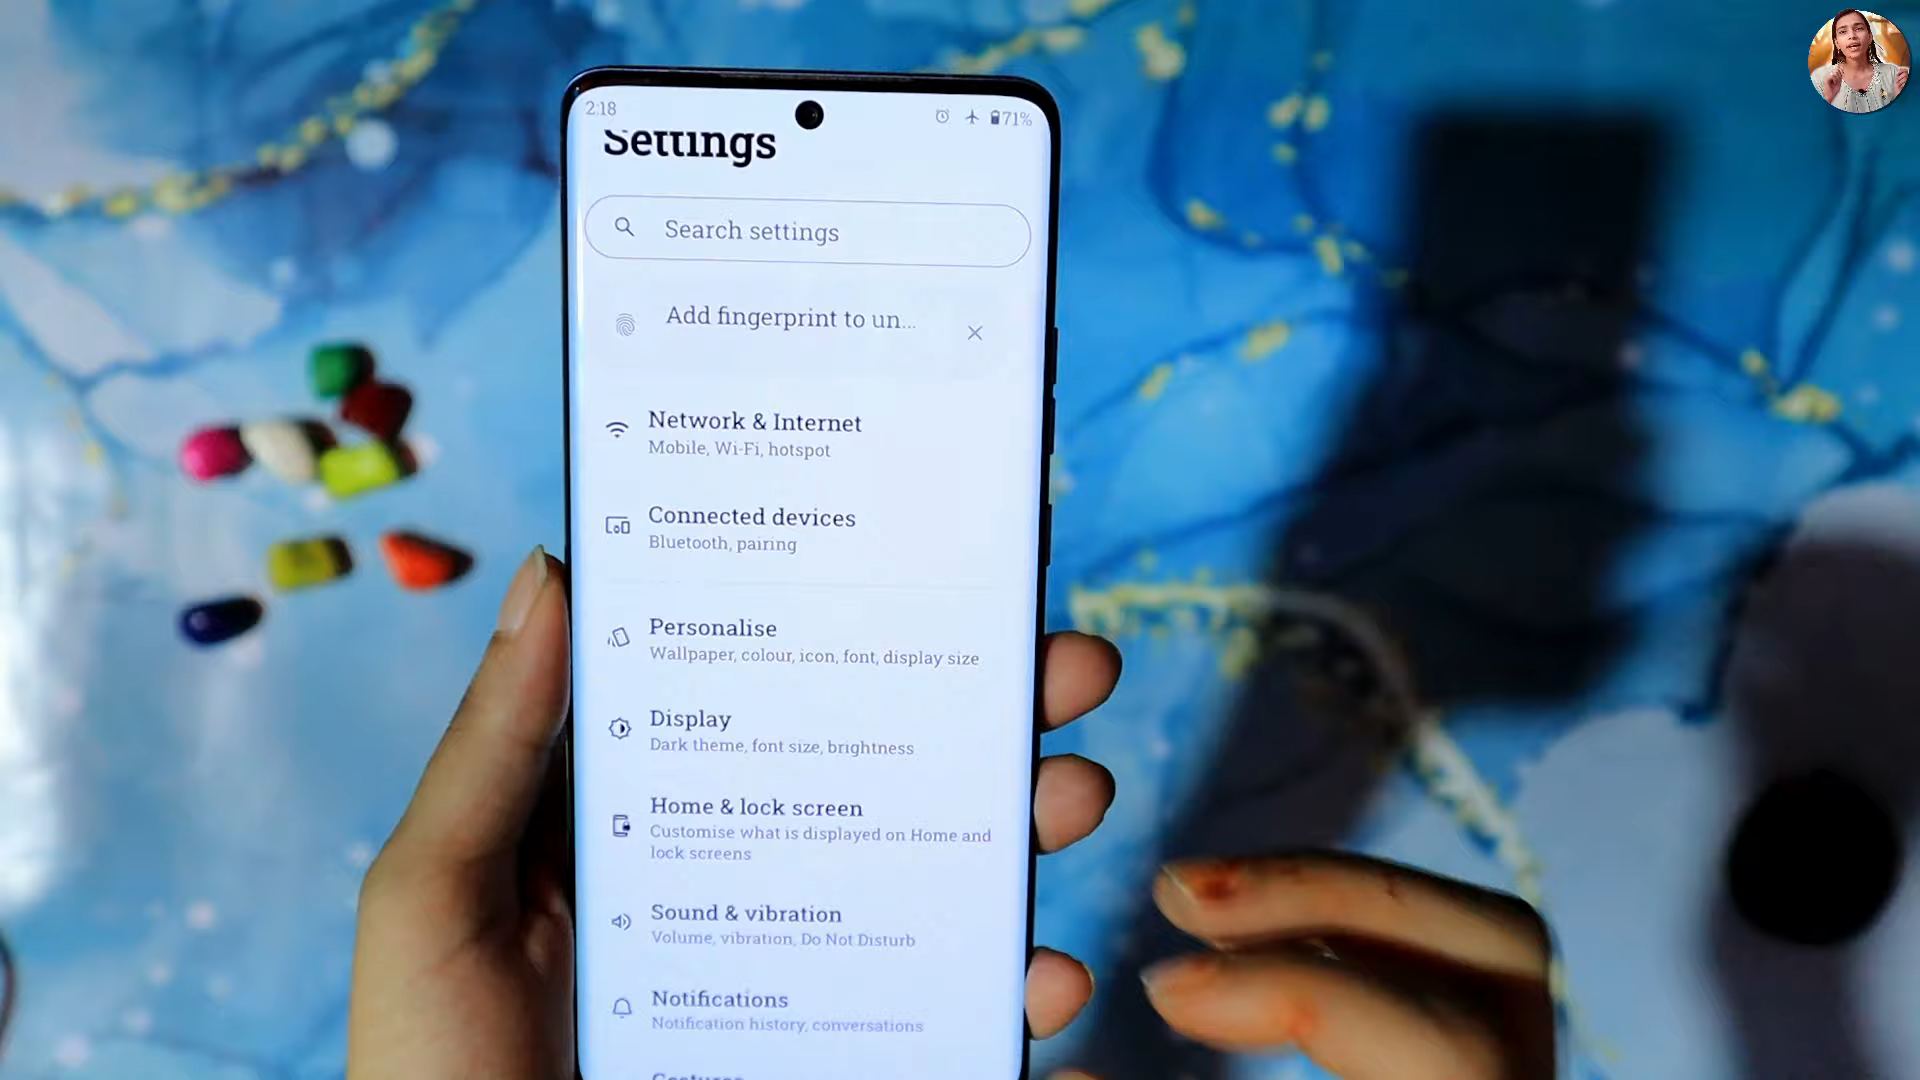 2:18
71%
Settings
Search settings
Add fingerprint to un...
Network & Internet
Mobile, Wi-Fi, hotspot
Connected devices
Bluetooth, pairing
Personalise
Wallpaper, colour, icon, font, display size
Display
Dark theme, font size, brightness
Home & lock screen
Customise what is displayed on Home and
lock screens
Sound & vibration
Volume, vibration, Do Not Disturb
Notifications
Notification history, conversations